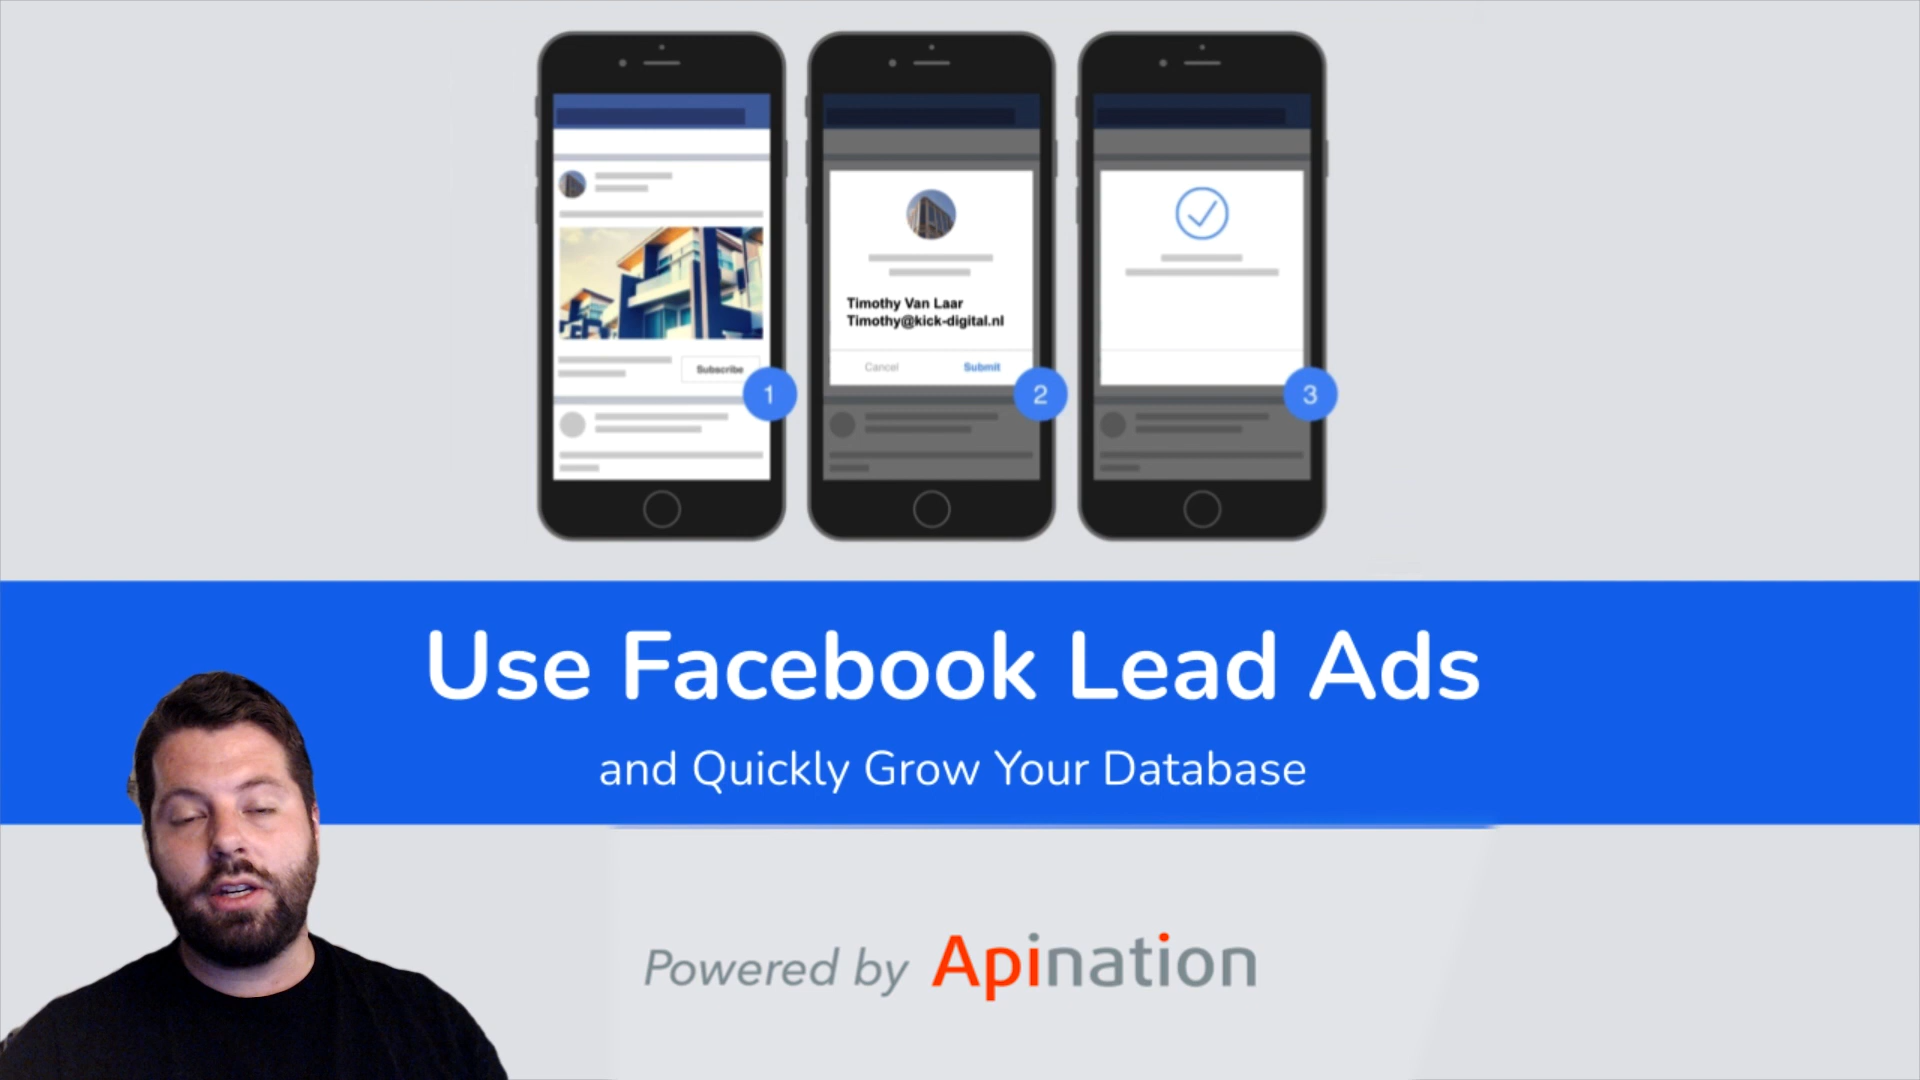 Subscribe
1
Timothy Van Laar
Timothy@kick-digital.nl
Cancel
Submit
2
3
Use Facebook Lead Ads
and Quickly Grow Your Database
Powered by Apination